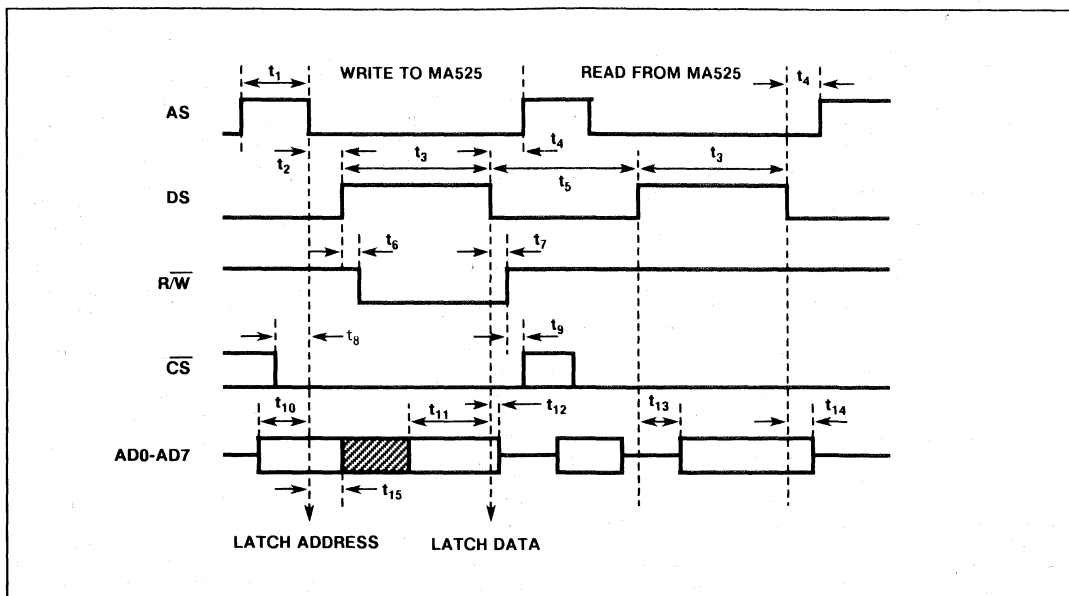 t1 WRITE TO MA525 READ FROM MA525 t4
AS
t2 t3 t4 t3
t5
DS
t6 t7
R/W̅
t8 t9
C̅S̅
t10 t11 t12 t13 t14
AD0-AD7
t15
LATCH ADDRESS LATCH DATA